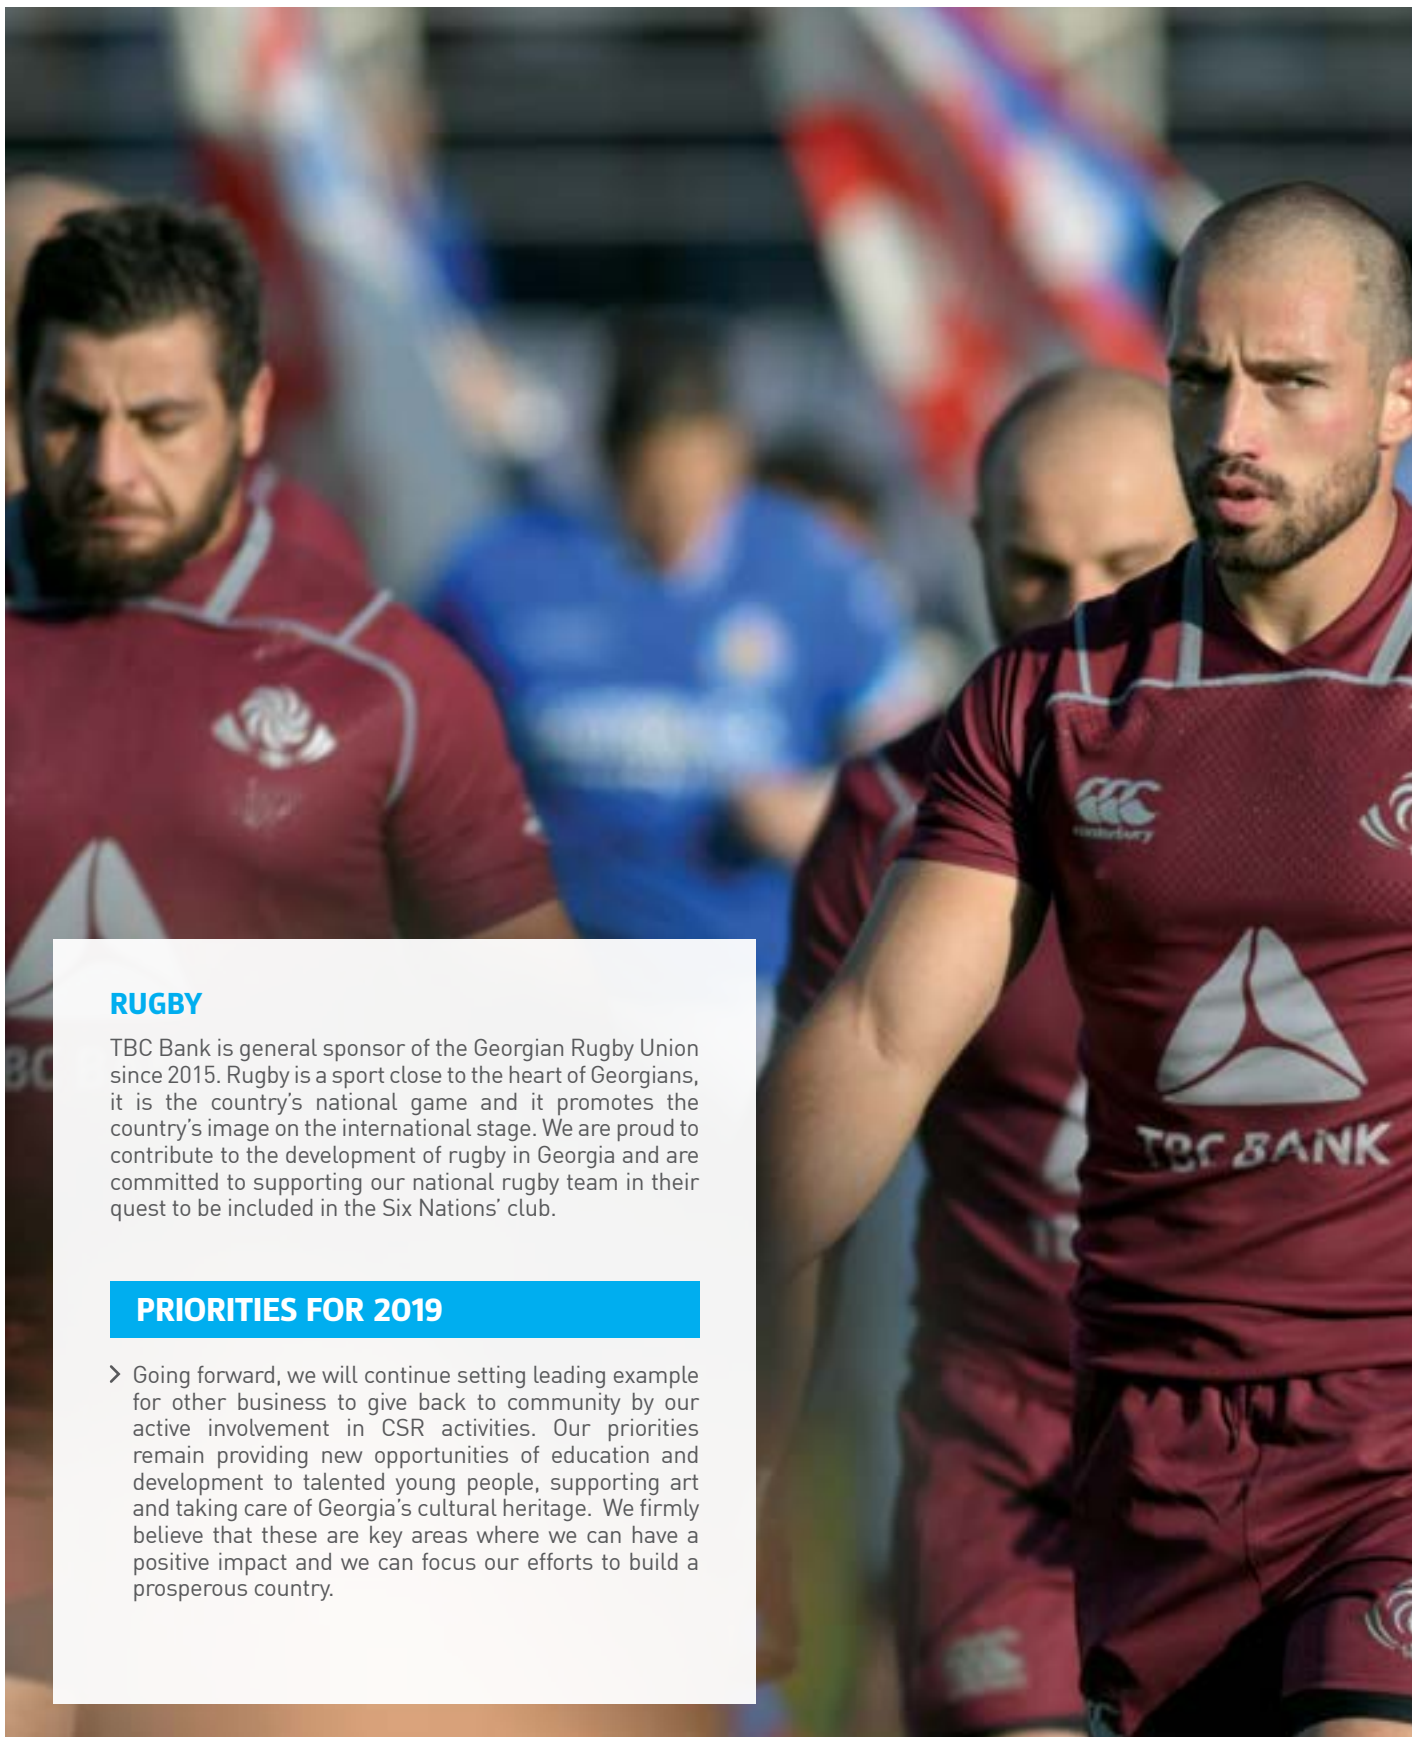 canterbury
TBC BANK
RUGBY
TBC Bank is general sponsor of the Georgian Rugby Union
since 2015. Rugby is a sport close to the heart of Georgians,
it is the country’s national game and it promotes the
country’s image on the international stage. We are proud to
contribute to the development of rugby in Georgia and are
committed to supporting our national rugby team in their
quest to be included in the Six Nations’ club.
PRIORITIES FOR 2019
Going forward, we will continue setting leading example
for other business to give back to community by our
active involvement in CSR activities. Our priorities
remain providing new opportunities of education and
development to talented young people, supporting art
and taking care of Georgia’s cultural heritage. We firmly
believe that these are key areas where we can have a
positive impact and we can focus our efforts to build a
prosperous country.